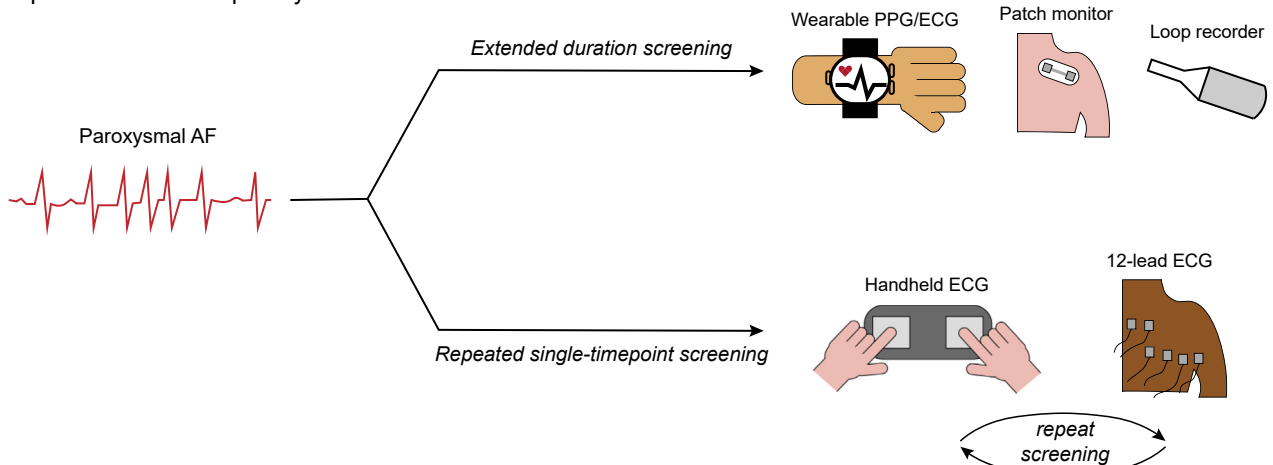 Wearable PPG/ECG
Patch monitor
Loop recorder
Extended duration screening
Paroxysmal AF
12-lead ECG
Handheld ECG
Repeated single-timepoint screening
repeat
screening